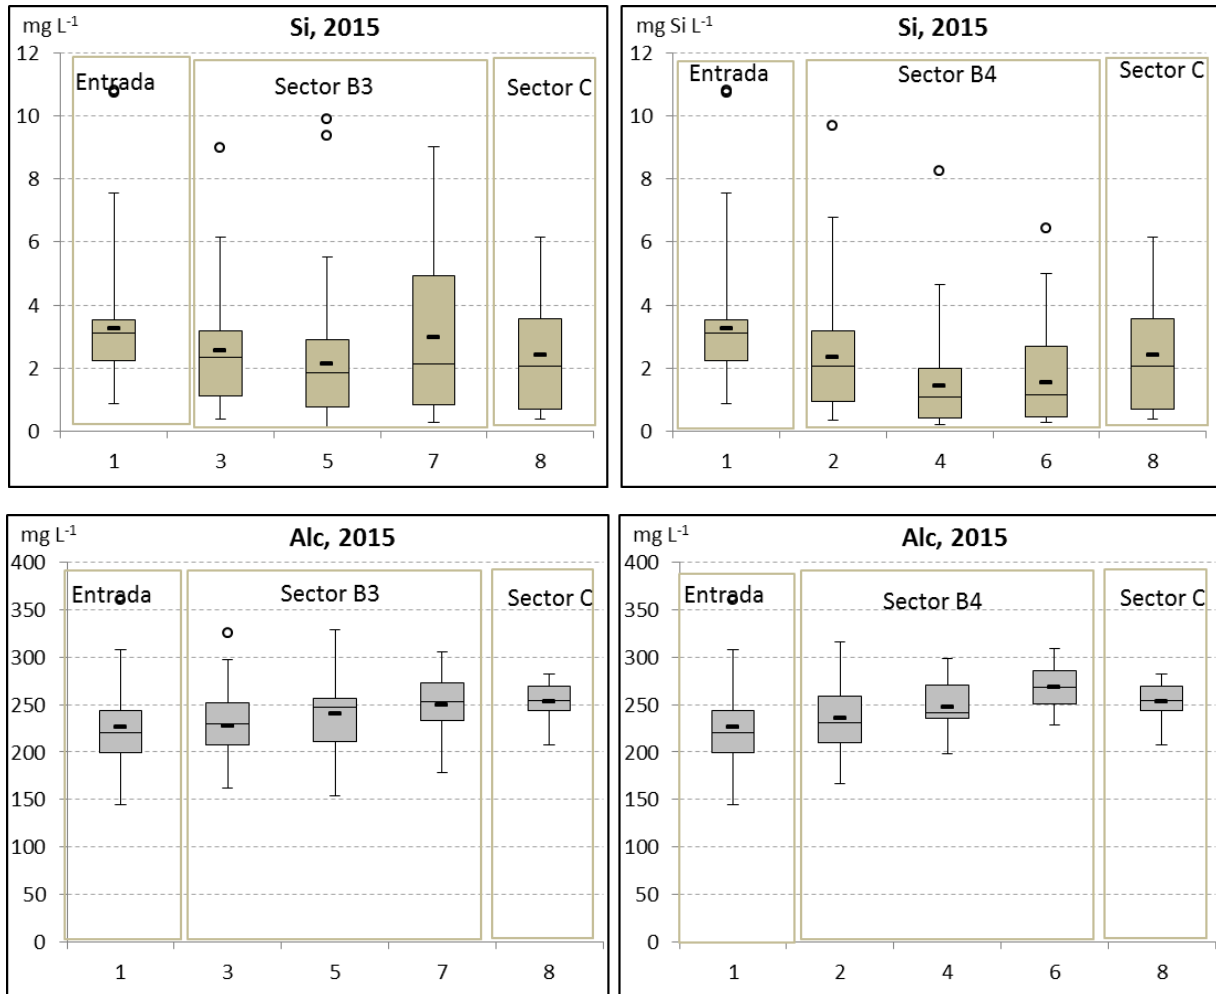 mg L⁻¹
Si, 2015
12
10
8
6
4
2
0
Entrada
Sector B3
Sector C
1 3 5 7 8
mg Si L⁻¹
Si, 2015
12
10
8
6
4
2
0
Entrada
Sector B4
Sector C
1 2 4 6 8
mg L⁻¹
Alc, 2015
400
350
300
250
200
150
100
50
0
Entrada
Sector B3
Sector C
1 3 5 7 8
mg L⁻¹
Alc, 2015
400
350
300
250
200
150
100
50
0
Entrada
Sector B4
Sector C
1 2 4 6 8